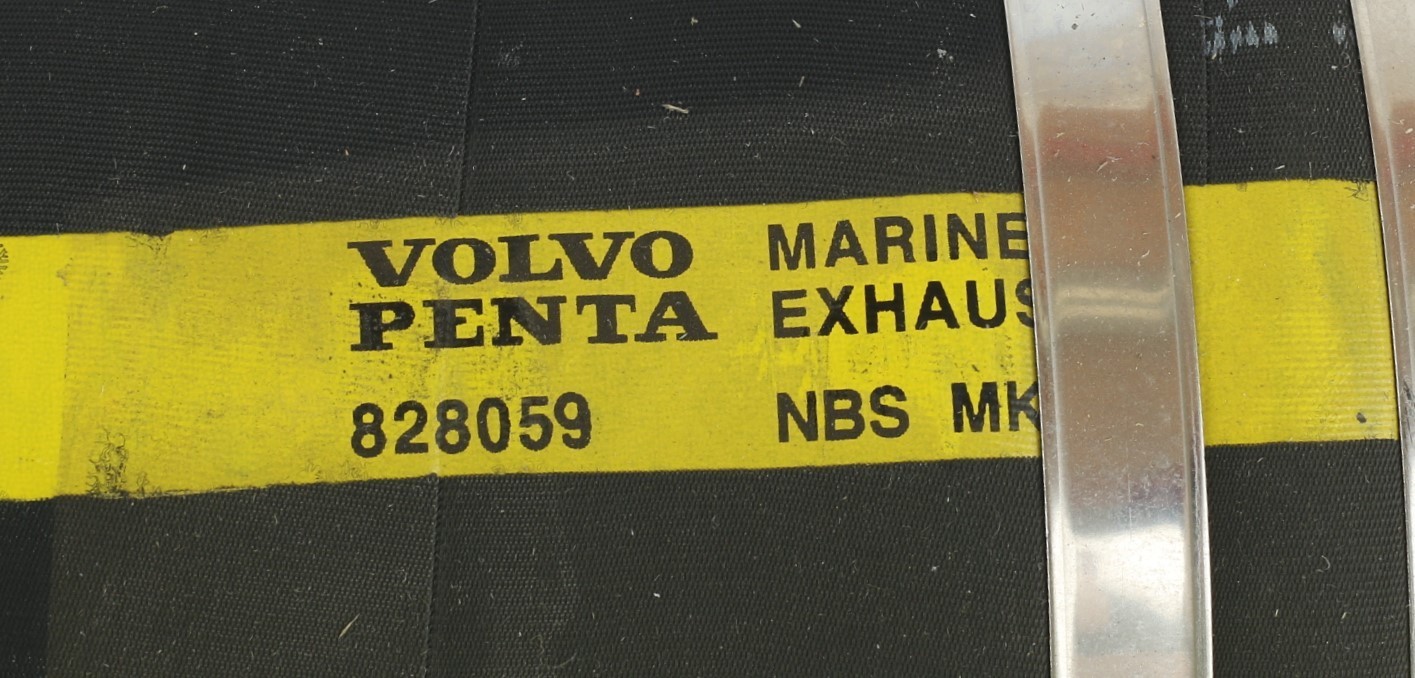 VOLVO
PENTA
828059
MARINE
EXHAUS
NBS MK